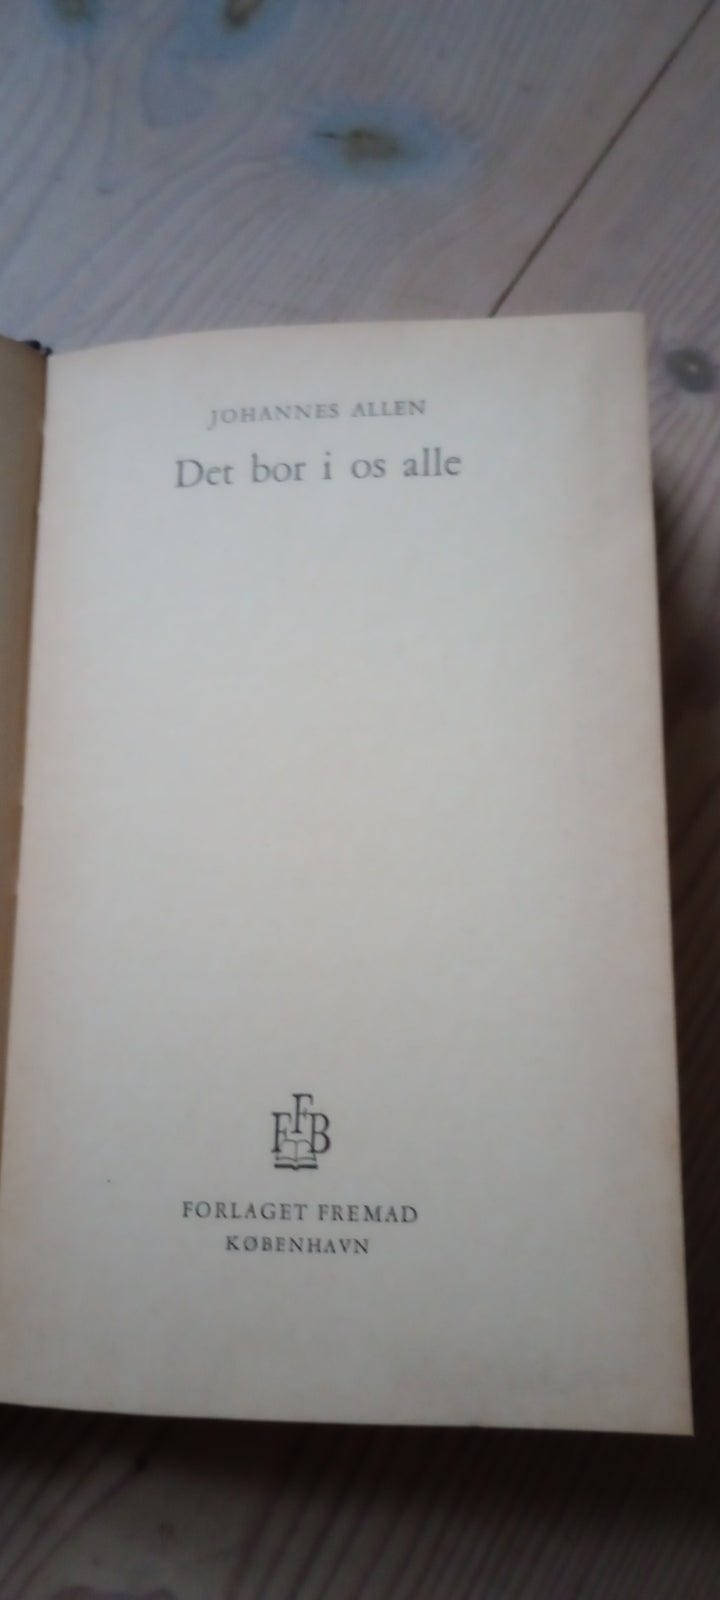 JOHANNES ALLEN
Det bor i os alle
FFB
FORLAGET FREMAD
KØBENHAVN